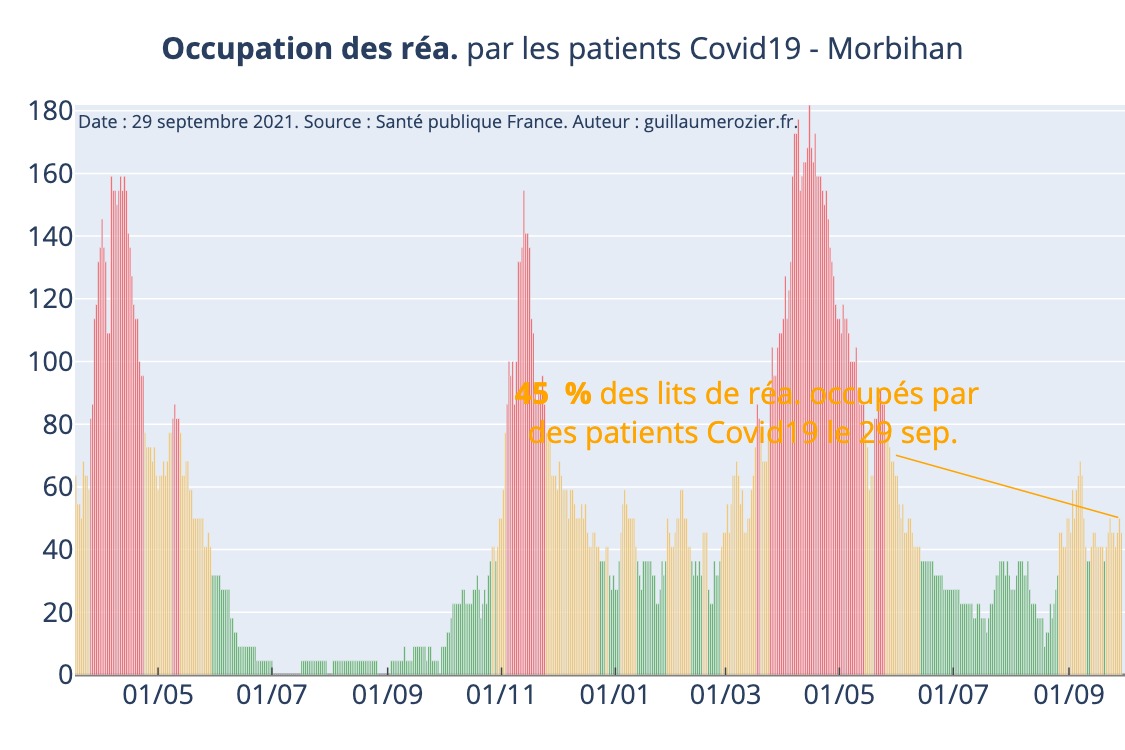 Occupation des réa. par les patients Covid19 - Morbihan
180
Date : 29 septembre 2021. Source : Santé publique France. Auteur : guillaumerozier.fr.
160
140
120
100
45 % des lits de réa. occupés par
80
des patients Covid19 le 29 sep.
60
40
20
0
01/05 01/07 01/09 01/11 01/01 01/03 01/05 01/07 01/09